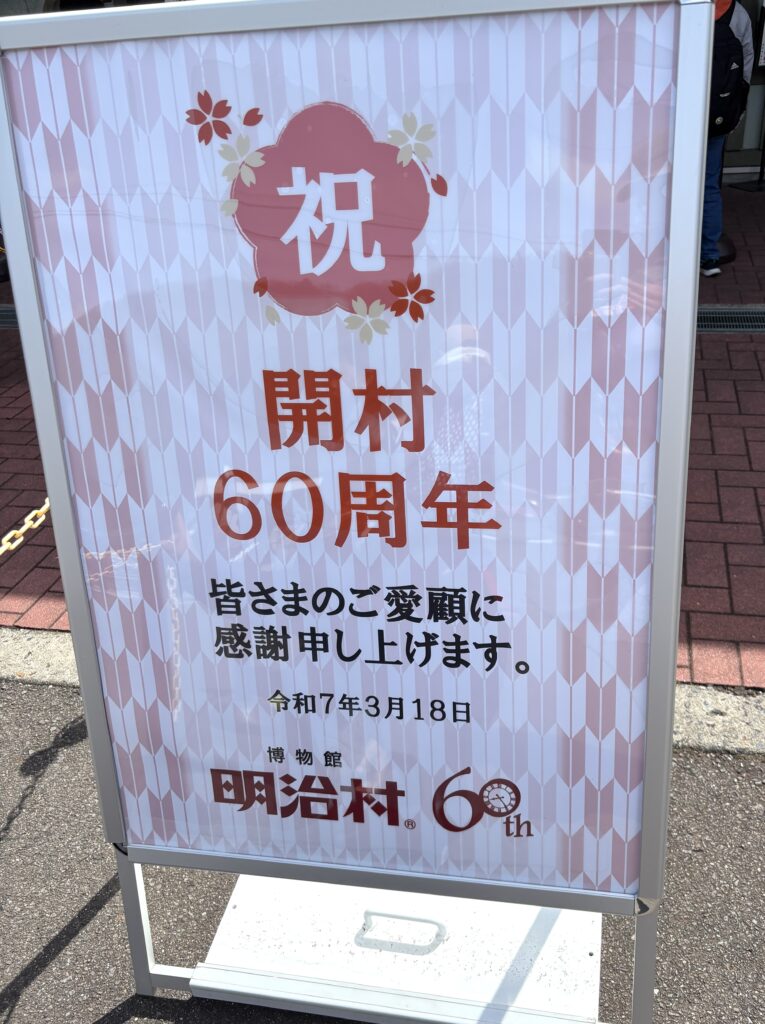 祝
開村
60周年
皆さまのご愛顧に
感謝申し上げます。
令和7年3月18日
博物館
明治村® 60th